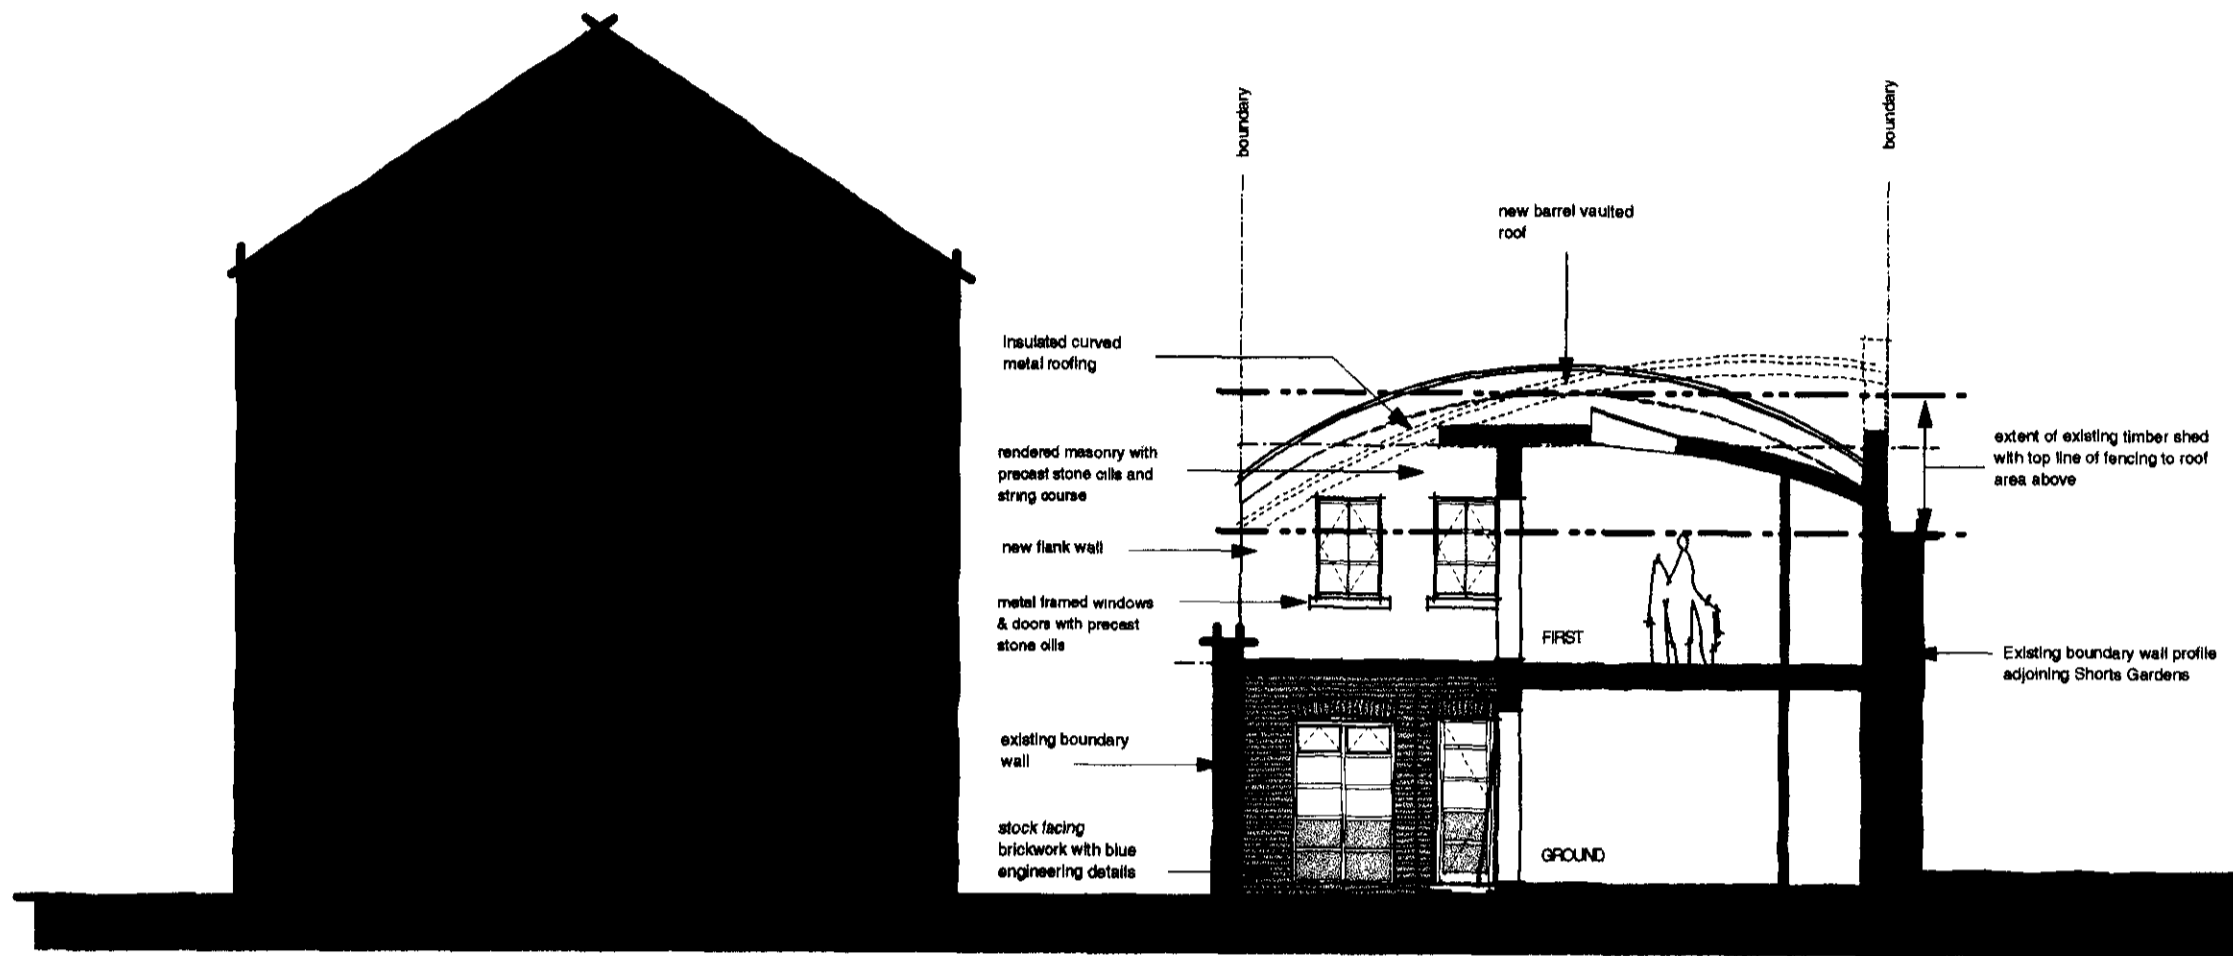 boundary
boundary
new barrel vaulted
roof
Insulated curved
metal roofing
rendered masonry with
precast stone cills and
string course
new flank wall
metal framed windows
& doors with precast
stone cills
existing boundary
wall
stock facing
brickwork with blue
engineering details
FIRST
GROUND
extent of existing timber shed
with top line of fencing to roof
area above
Existing boundary wall profile
adjoining Shorts Gardens